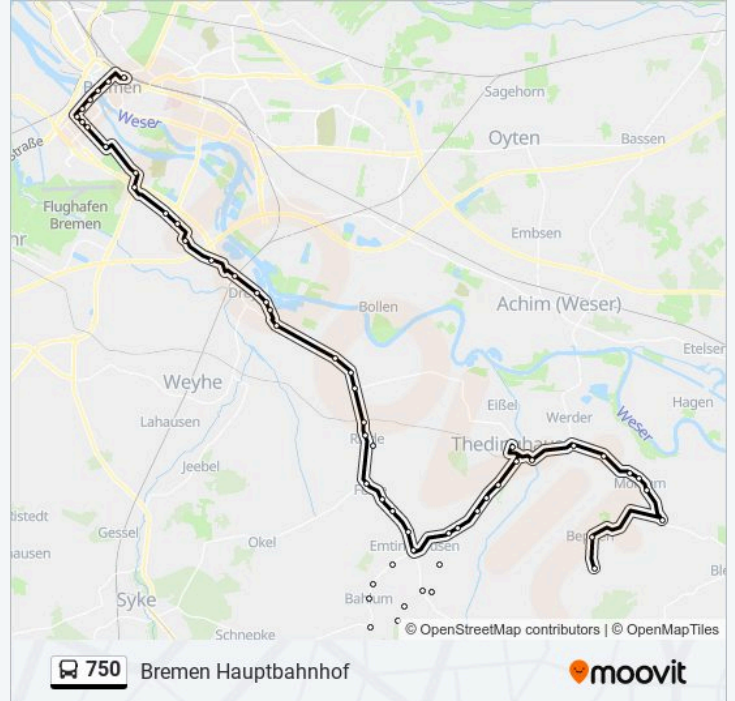 Sagehorn
Bremen
Weser
Oyten
Bassen
Straße
Flughafen
Bremen
Embsen
Bollen
Achim (Weser)
Etelsen
Weyhe
Eißel
Hagen
Werder
Weser
Lahausen
Thedinghausen
Jeebel
Gessel
Okel
Emtinghausen
Syke
Schnepke
© OpenStreetMap contributors | © OpenMapTiles
750 Bremen Hauptbahnhof
moovit